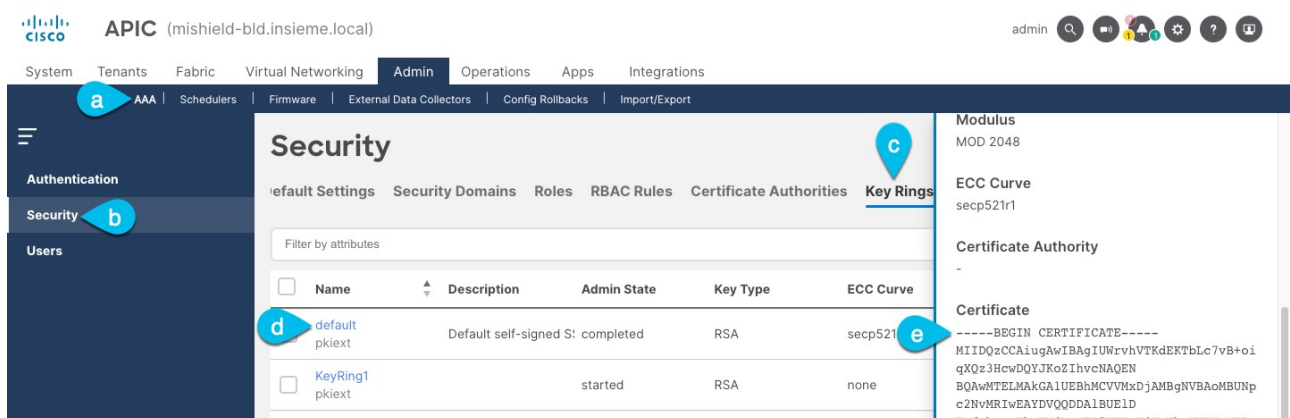 cisco
APIC (mishield-bld.insieme.local)
admin
1
1
?
System Tenants Fabric Virtual Networking Admin Operations Apps Integrations
a
AAA | Schedulers | Firmware | External Data Collectors | Config Rollbacks | Import/Export
Authentication
Security
b
Users
Security
c
efault Settings Security Domains Roles RBAC Rules Certificate Authorities Key Rings
Filter by attributes
Name Description Admin State Key Type ECC Curve
d
default
pkiext
Default self-signed S completed RSA secp521
KeyRing1
pkiext
started RSA none
Modulus
MOD 2048
ECC Curve
secp521r1
Certificate Authority
-
Certificate
e
-----BEGIN CERTIFICATE-----
MIIDQzCCAiugAwIBAgIUWrvhVTKdEKTbLc7vB+oi
qXQz3HcwDQYJKoZIhvcNAQEN
BQAwMTELMAkGA1UEBhMCVVMxDjAMBgNVBAoMBUNp
c2NvMRIwEAYDVQQDDAlBUElD